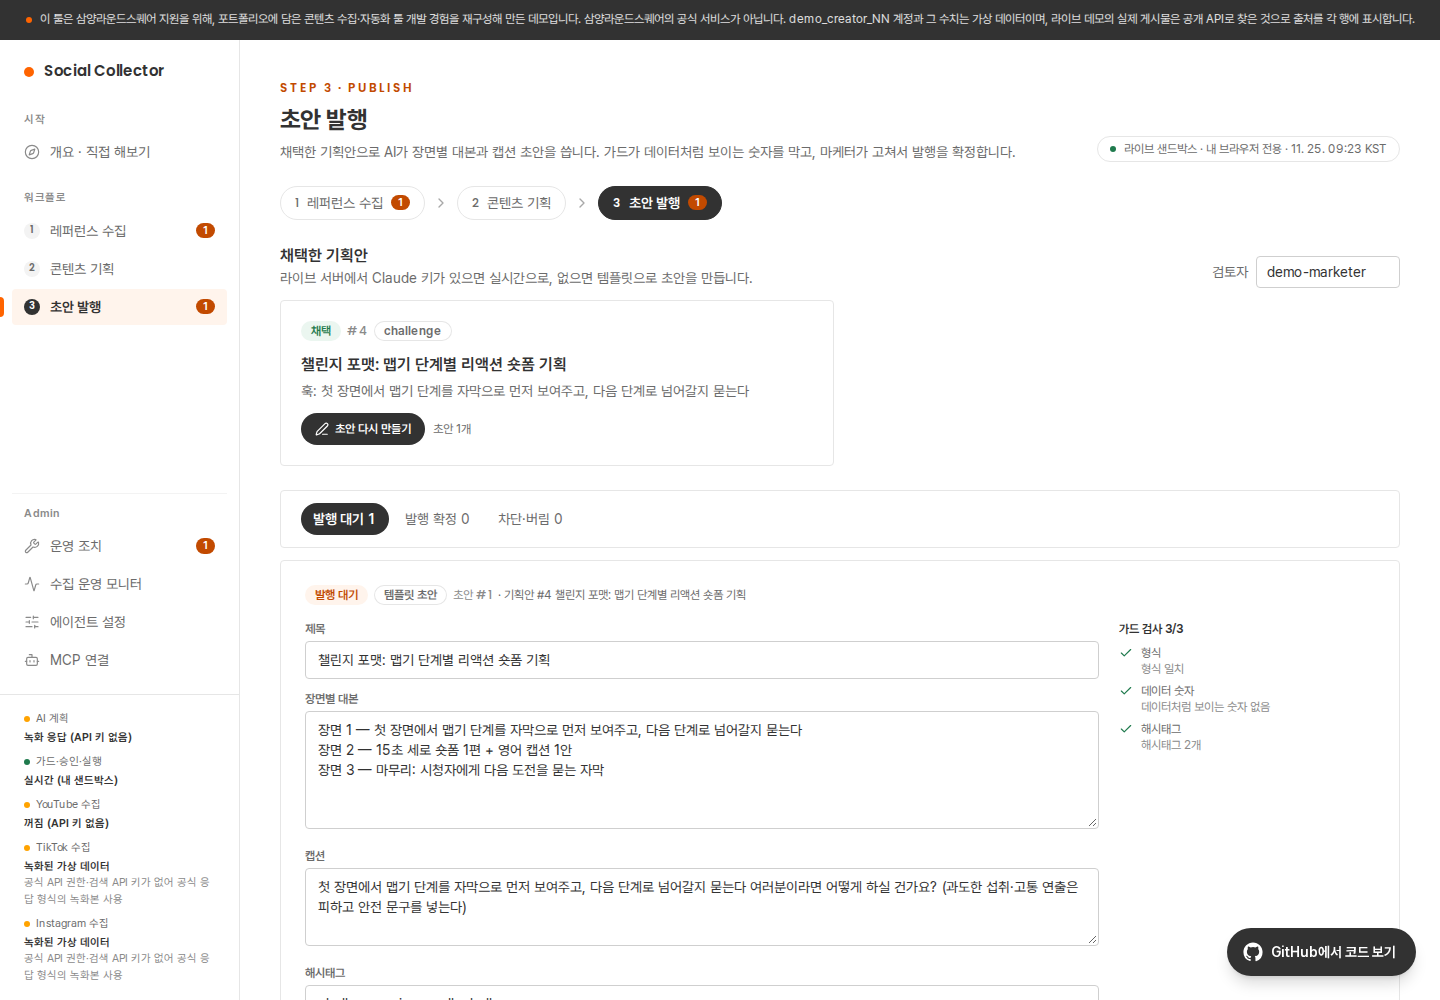 이 툴은 삼양라운드스퀘어 지원을 위해, 포트폴리오에 담은 콘텐츠 수집·자동화 툴 개발 경험을 재구성해 만든 데모입니다. 삼양라운드스퀘어의 공식 서비스가 아닙니다. demo_creator_NN 계정과 그 수치는 가상 데이터이며, 라이브 데모의 실제 게시물은 공개 API로 찾은 것으로 출처를 각 행에 표시합니다.
Social Collector
시작
개요 · 직접 해보기
워크플로
1 레퍼런스 수집 1
2 콘텐츠 기획
3 초안 발행 1
Admin
운영 조치 1
수집 운영 모니터
에이전트 설정
MCP 연결
AI 계획
녹화 응답 (API 키 없음)
가드·승인·실행
실시간 (내 샌드박스)
YouTube 수집
꺼짐 (API 키 없음)
TikTok 수집
녹화된 가상 데이터
공식 API 권한·검색 API 키가 없어 공식 응
답 형식의 녹화본 사용
Instagram 수집
녹화된 가상 데이터
공식 API 권한·검색 API 키가 없어 공식 응
답 형식의 녹화본 사용
STEP 3 · PUBLISH
초안 발행
채택한 기획안으로 AI가 장면별 대본과 캡션 초안을 씁니다. 가드가 데이터처럼 보이는 숫자를 막고, 마케터가 고쳐서 발행을 확정합니다.
라이브 샌드박스 · 내 브라우저 전용 · 11. 25. 09:23 KST
1 레퍼런스 수집 1
2 콘텐츠 기획
3 초안 발행 1
채택한 기획안
라이브 서버에서 Claude 키가 있으면 실시간으로, 없으면 템플릿으로 초안을 만듭니다.
검토자 demo-marketer
채택 #4 challenge
챌린지 포맷: 맵기 단계별 리액션 숏폼 기획
훅: 첫 장면에서 맵기 단계를 자막으로 먼저 보여주고, 다음 단계로 넘어갈지 묻는다
초안 다시 만들기 초안 1개
발행 대기 1 발행 확정 0 차단·버림 0
발행 대기 템플릿 초안 초안 #1 · 기획안 #4 챌린지 포맷: 맵기 단계별 리액션 숏폼 기획
제목
챌린지 포맷: 맵기 단계별 리액션 숏폼 기획
장면별 대본
장면 1 — 첫 장면에서 맵기 단계를 자막으로 먼저 보여주고, 다음 단계로 넘어갈지 묻는다
장면 2 — 15초 세로 숏폼 1편 + 영어 캡션 1안
장면 3 — 마무리: 시청자에게 다음 도전을 묻는 자막
캡션
첫 장면에서 맵기 단계를 자막으로 먼저 보여주고, 다음 단계로 넘어갈지 묻는다 여러분이라면 어떻게 하실 건가요? (과도한 섭취·고통 연출은
피하고 안전 문구를 넣는다)
해시태그
가드 검사 3/3
형식
형식 일치
데이터 숫자
데이터처럼 보이는 숫자 없음
해시태그
해시태그 2개
GitHub에서 코드 보기